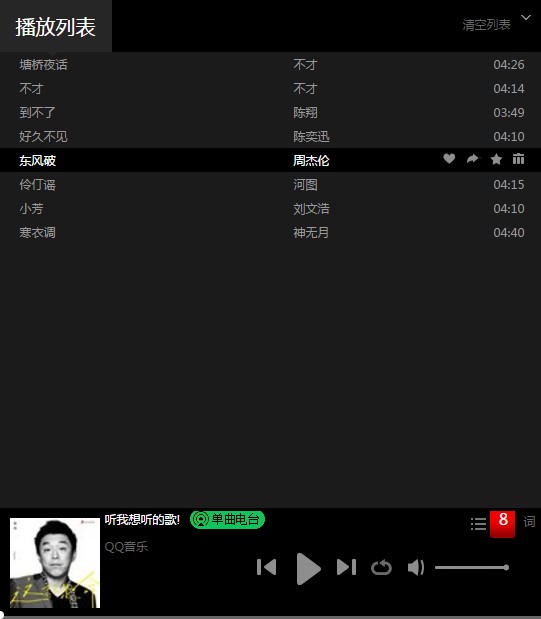 播放列表 清空列表
塘桥夜话 不才 04:26
不才 不才 04:14
到不了 陈翔 03:49
好久不见 陈奕迅 04:10
东风破 周杰伦
伶仃谣 河图 04:15
小芳 刘文浩 04:10
寒衣调 神无月 04:40
听我想听的歌! 单曲电台 8 词
QQ音乐